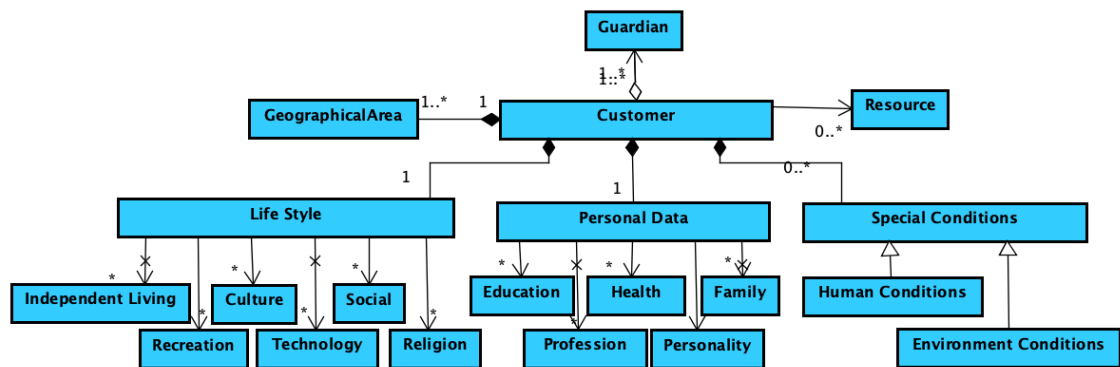 Guardian
1..*
1..*
1..*
1
GeographicalArea
Customer
Resource
0..*
1
1
0..*
Life Style
Personal Data
Special Conditions
*
*
*
*
*
*
Independent Living
Culture
Social
Education
Health
Family
Human Conditions
*
*
*
*
Recreation
Technology
Religion
Profession
Personality
Environment Conditions